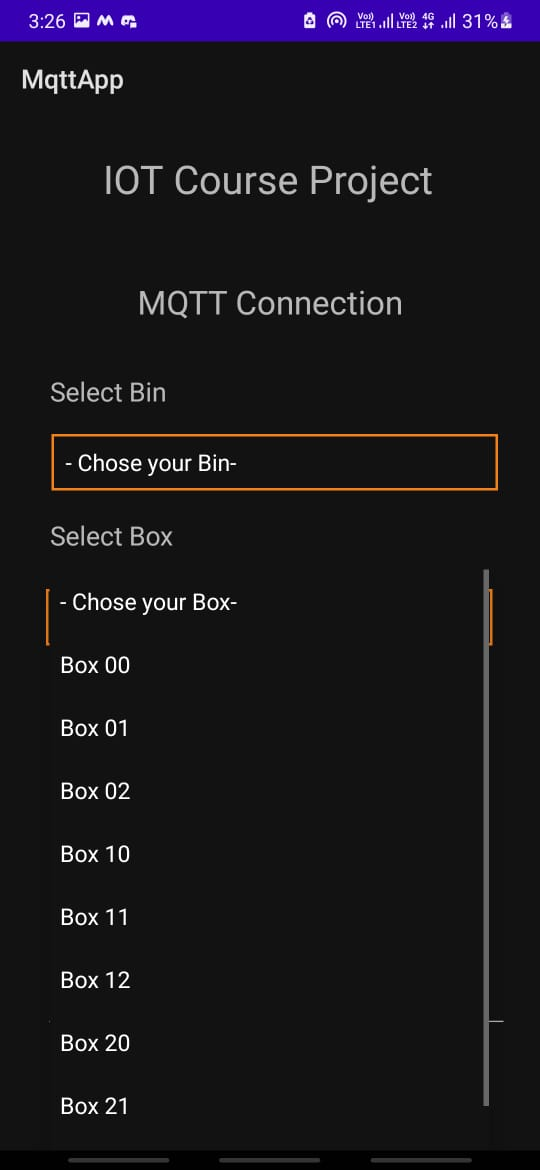 3:26 Vo) LTE1 Vo) LTE2 4G 31%
MqttApp
IOT Course Project
MQTT Connection
Select Bin
- Chose your Bin-
Select Box
- Chose your Box-
Box 00
Box 01
Box 02
Box 10
Box 11
Box 12
Box 20
Box 21